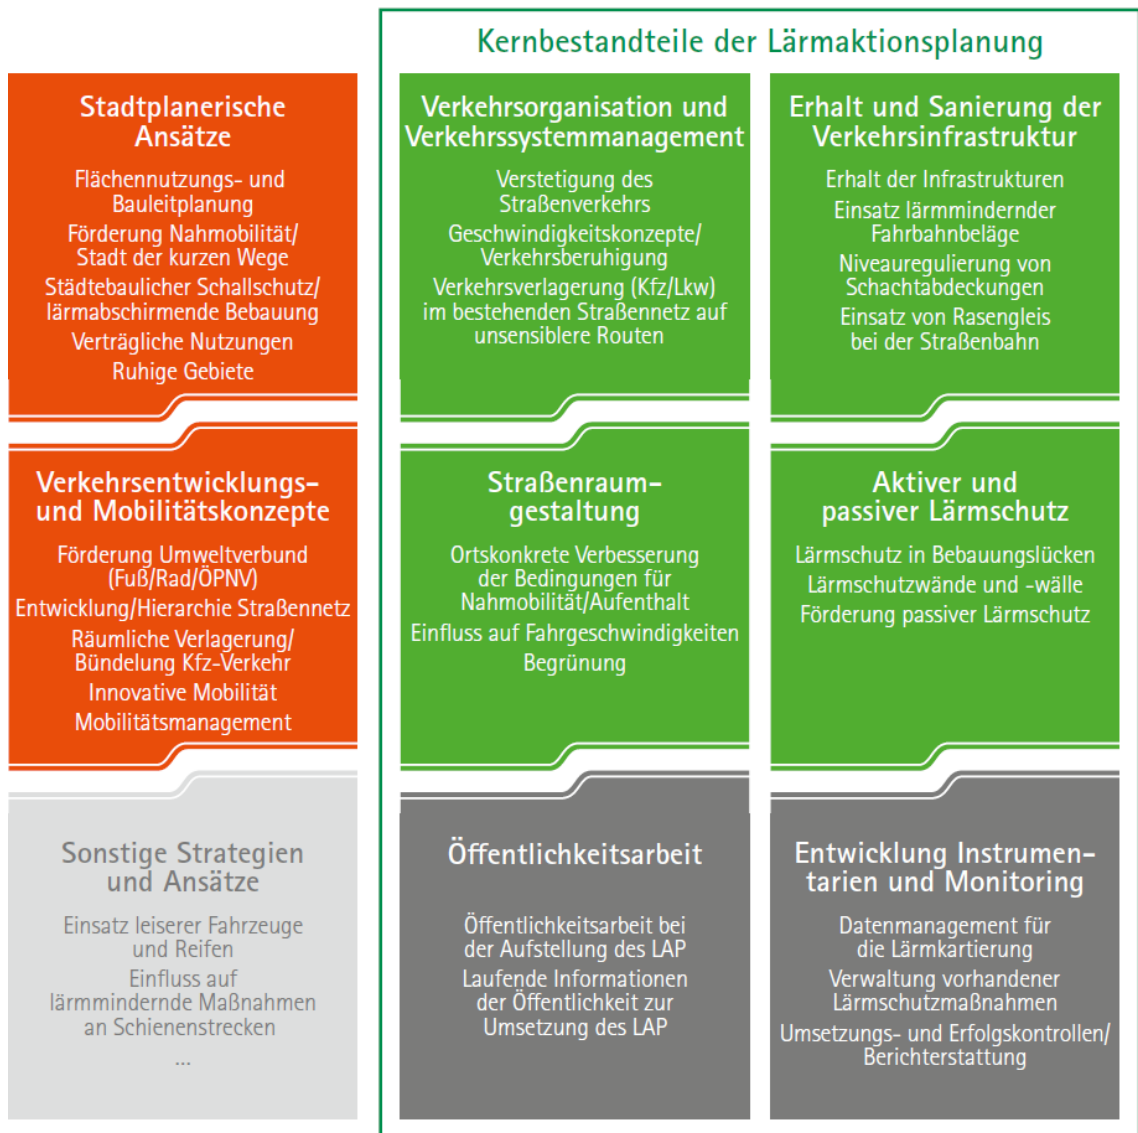 Kernbestandteile der Lärmaktionsplanung
Stadtplanerische
Ansätze
Flächennutzungs- und
Bauleitplanung
Förderung Nahmobilität/
Stadt der kurzen Wege
Städtebaulicher Schallschutz/
lärmabschirmende Bebauung
Verträgliche Nutzungen
Ruhige Gebiete
Verkehrsorganisation und
Verkehrssystemmanagement
Verstetigung des
Straßenverkehrs
Geschwindigkeitskonzepte/
Verkehrsberuhigung
Verkehrsverlagerung (Kfz/Lkw)
im bestehenden Straßennetz auf
unsensiblere Routen
Erhalt und Sanierung der
Verkehrsinfrastruktur
Erhalt der Infrastrukturen
Einsatz lärmmindernder
Fahrbahnbeläge
Niveauregulierung von
Schachtabdeckungen
Einsatz von Rasengleis
bei der Straßenbahn
Verkehrsentwicklungs-
und Mobilitätskonzepte
Förderung Umweltverbund
(Fuß/Rad/ÖPNV)
Entwicklung/Hierarchie Straßennetz
Räumliche Verlagerung/
Bündelung Kfz-Verkehr
Innovative Mobilität
Mobilitätsmanagement
Straßenraum-
gestaltung
Ortskonkrete Verbesserung
der Bedingungen für
Nahmobilität/Aufenthalt
Einfluss auf Fahrgeschwindigkeiten
Begrünung
Aktiver und
passiver Lärmschutz
Lärmschutz in Bebauungslücken
Lärmschutzwände und -wälle
Förderung passiver Lärmschutz
Sonstige Strategien
und Ansätze
Einsatz leiserer Fahrzeuge
und Reifen
Einfluss auf
lärmmindernde Maßnahmen
an Schienenstrecken
...
Öffentlichkeitsarbeit
Öffentlichkeitsarbeit bei
der Aufstellung des LAP
Laufende Informationen
der Öffentlichkeit zur
Umsetzung des LAP
Entwicklung Instrumen-
tarien und Monitoring
Datenmanagement für
die Lärmkartierung
Verwaltung vorhandener
Lärmschutzmaßnahmen
Umsetzungs- und Erfolgskontrollen/
Berichterstattung